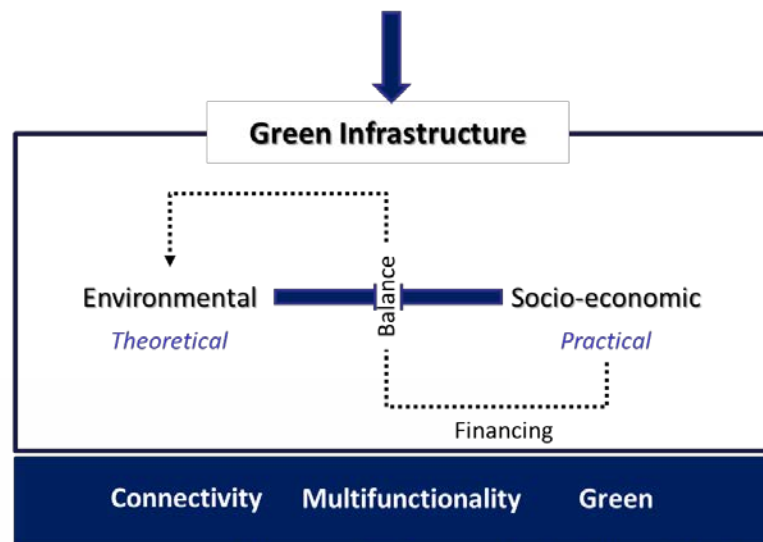 Green Infrastructure
Environmental
Balance
Socio-economic
Theoretical
Practical
Financing
Connectivity Multifunctionality Green